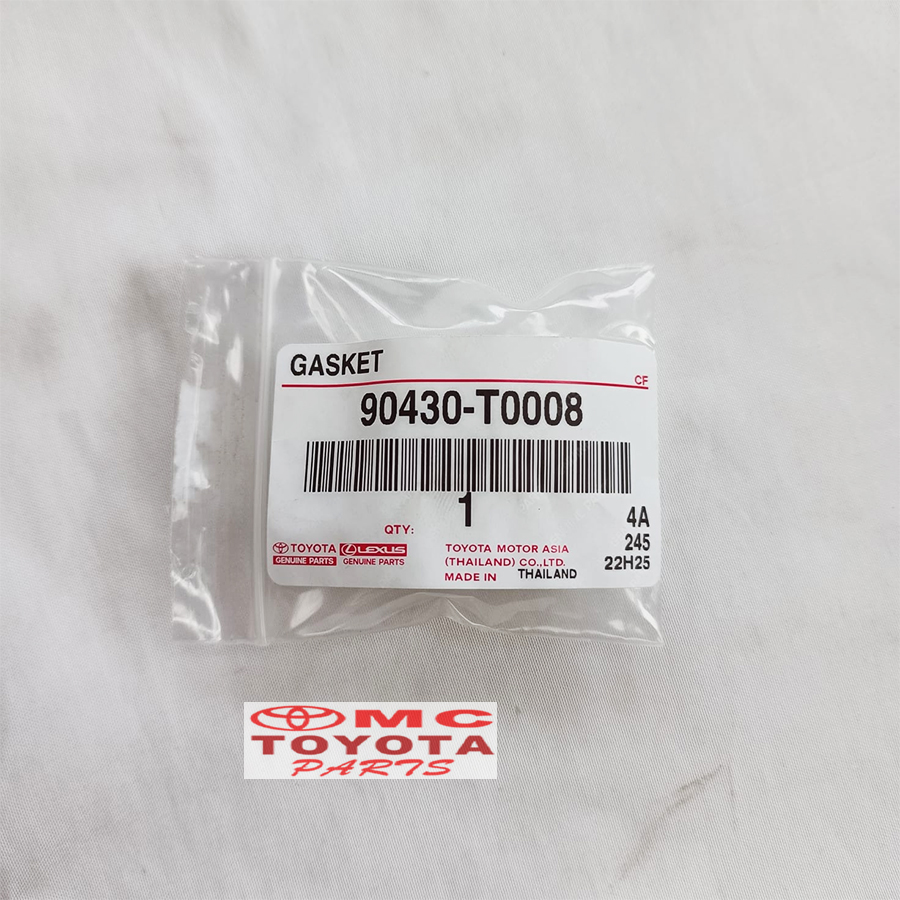 GASKET
CF
90430-T0008
1
QTY:
4A
245
22H25
TOYOTA LEXUS
GENUINE PARTS GENUINE PARTS
TOYOTA MOTOR ASIA
(THAILAND) CO.,LTD.
MADE IN THAILAND
MC
TOYOTA
PARTS